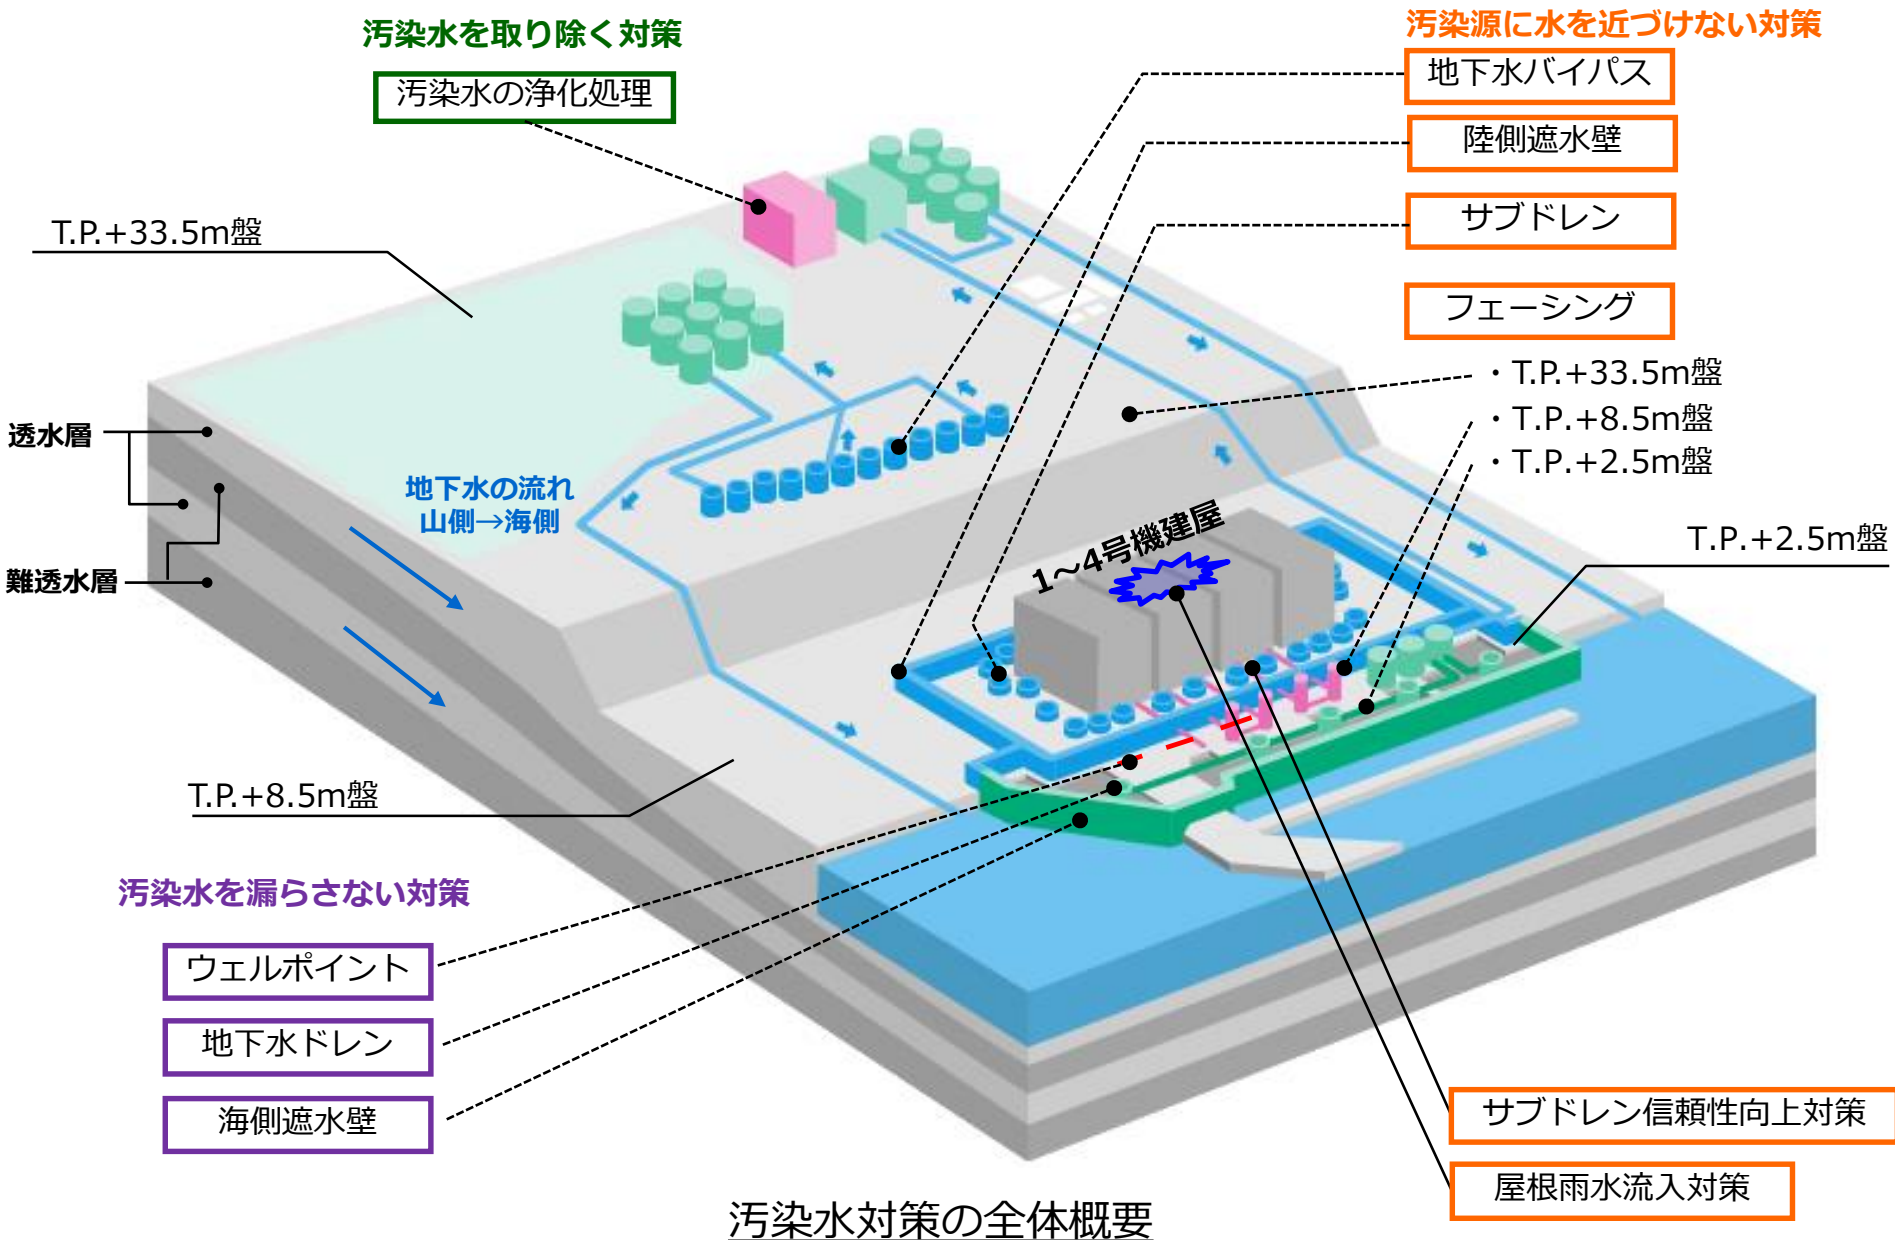 汚染水を取り除く対策
汚染水の浄化処理
汚染源に水を近づけない対策
地下水バイパス
陸側遮水壁
サブドレン
フェーシング
・T.P.+33.5m盤
・T.P.+8.5m盤
・T.P.+2.5m盤
T.P.+33.5m盤
透水層
難透水層
地下水の流れ
山側→海側
1～4号機建屋
T.P.+2.5m盤
T.P.+8.5m盤
汚染水を漏らさない対策
ウェルポイント
地下水ドレン
海側遮水壁
サブドレン信頼性向上対策
屋根雨水流入対策
汚染水対策の全体概要